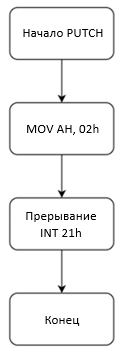 Начало PUTCH
MOV AH, 02h
Прерывание
INT 21h
Конец